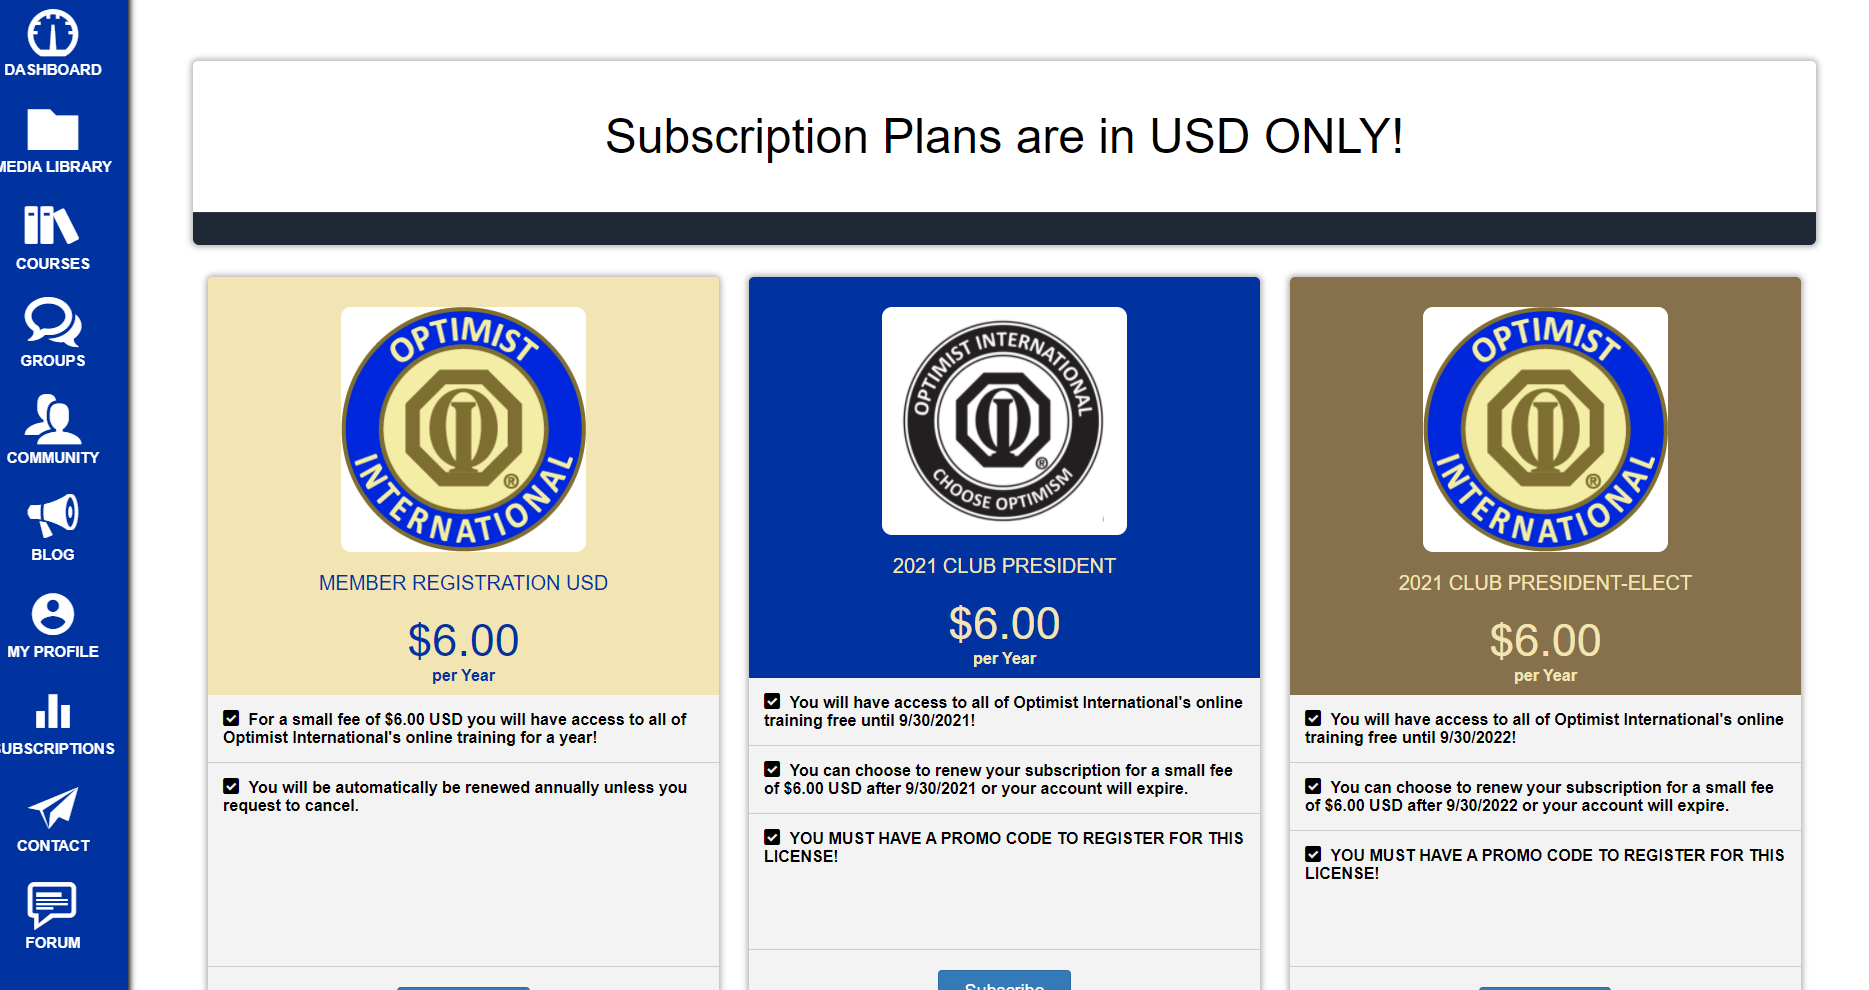 DASHBOARD
MEDIA LIBRARY
COURSES
GROUPS
COMMUNITY
BLOG
MY PROFILE
SUBSCRIPTIONS
CONTACT
FORUM
Subscription Plans are in USD ONLY!
OPTIMIST
INTERNATIONAL
®
MEMBER REGISTRATION USD
$6.00
per Year
For a small fee of $6.00 USD you will have access to all of
Optimist International's online training for a year!
You will be automatically be renewed annually unless you
request to cancel.
OPTIMIST INTERNATIONAL
®
CHOOSE OPTIMISM
2021 CLUB PRESIDENT
$6.00
per Year
You will have access to all of Optimist International's online
training free until 9/30/2021!
You can choose to renew your subscription for a small fee
of $6.00 USD after 9/30/2021 or your account will expire.
YOU MUST HAVE A PROMO CODE TO REGISTER FOR THIS
LICENSE!
Subscribe
OPTIMIST
INTERNATIONAL
®
2021 CLUB PRESIDENT-ELECT
$6.00
per Year
You will have access to all of Optimist International's online
training free until 9/30/2022!
You can choose to renew your subscription for a small fee
of $6.00 USD after 9/30/2022 or your account will expire.
YOU MUST HAVE A PROMO CODE TO REGISTER FOR THIS
LICENSE!